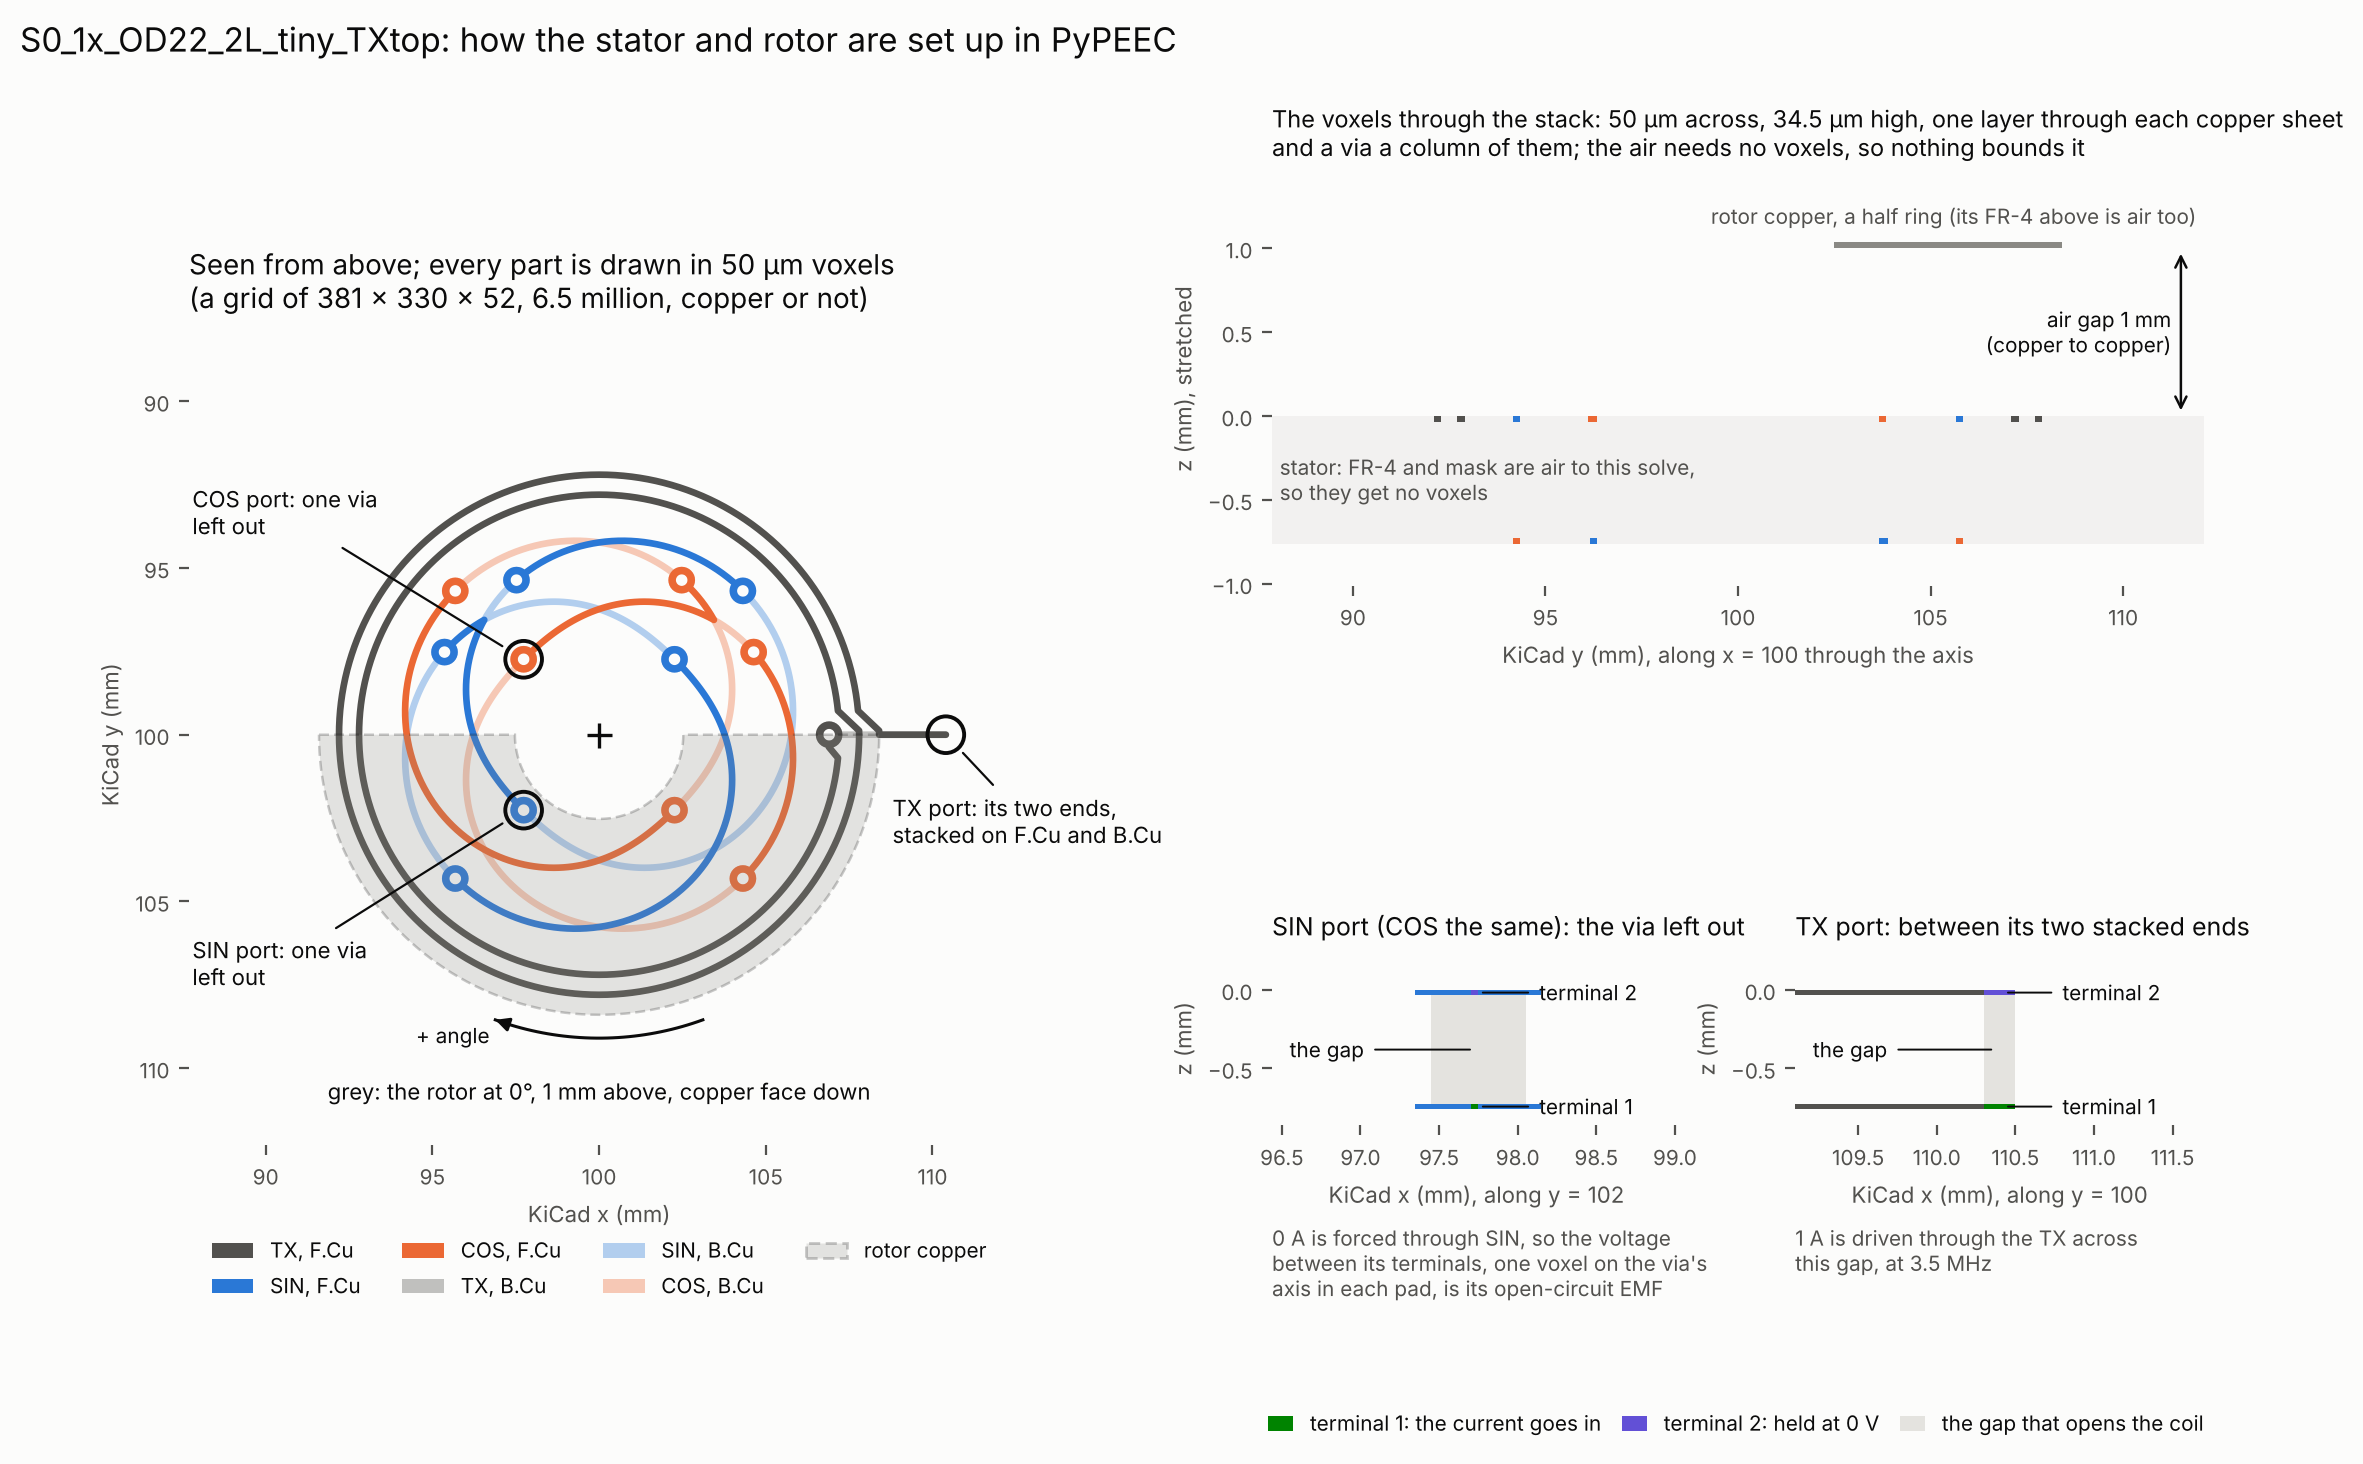 S0_1x_OD22_2L_tiny_TXtop: how the stator and rotor are set up in PyPEEC
Seen from above; every part is drawn in 50 µm voxels
(a grid of 381 × 330 × 52, 6.5 million, copper or not)
90
95
100
105
110
KiCad y (mm)
COS port: one via
left out
SIN port: one via
left out
TX port: its two ends,
stacked on F.Cu and B.Cu
+ angle
grey: the rotor at 0°, 1 mm above, copper face down
90
95
100
105
110
KiCad x (mm)
TX, F.Cu
COS, F.Cu
SIN, B.Cu
rotor copper
SIN, F.Cu
TX, B.Cu
COS, B.Cu
The voxels through the stack: 50 µm across, 34.5 µm high, one layer through each copper sheet
and a via a column of them; the air needs no voxels, so nothing bounds it
rotor copper, a half ring (its FR-4 above is air too)
1.0
0.5
0.0
−0.5
−1.0
z (mm), stretched
air gap 1 mm
(copper to copper)
stator: FR-4 and mask are air to this solve,
so they get no voxels
90
95
100
105
110
KiCad y (mm), along x = 100 through the axis
SIN port (COS the same): the via left out
0.0
−0.5
z (mm)
terminal 2
the gap
terminal 1
96.5
97.0
97.5
98.0
98.5
99.0
KiCad x (mm), along y = 102
0 A is forced through SIN, so the voltage
between its terminals, one voxel on the via's
axis in each pad, is its open-circuit EMF
TX port: between its two stacked ends
0.0
−0.5
z (mm)
terminal 2
the gap
terminal 1
109.5
110.0
110.5
111.0
111.5
KiCad x (mm), along y = 100
1 A is driven through the TX across
this gap, at 3.5 MHz
terminal 1: the current goes in
terminal 2: held at 0 V
the gap that opens the coil